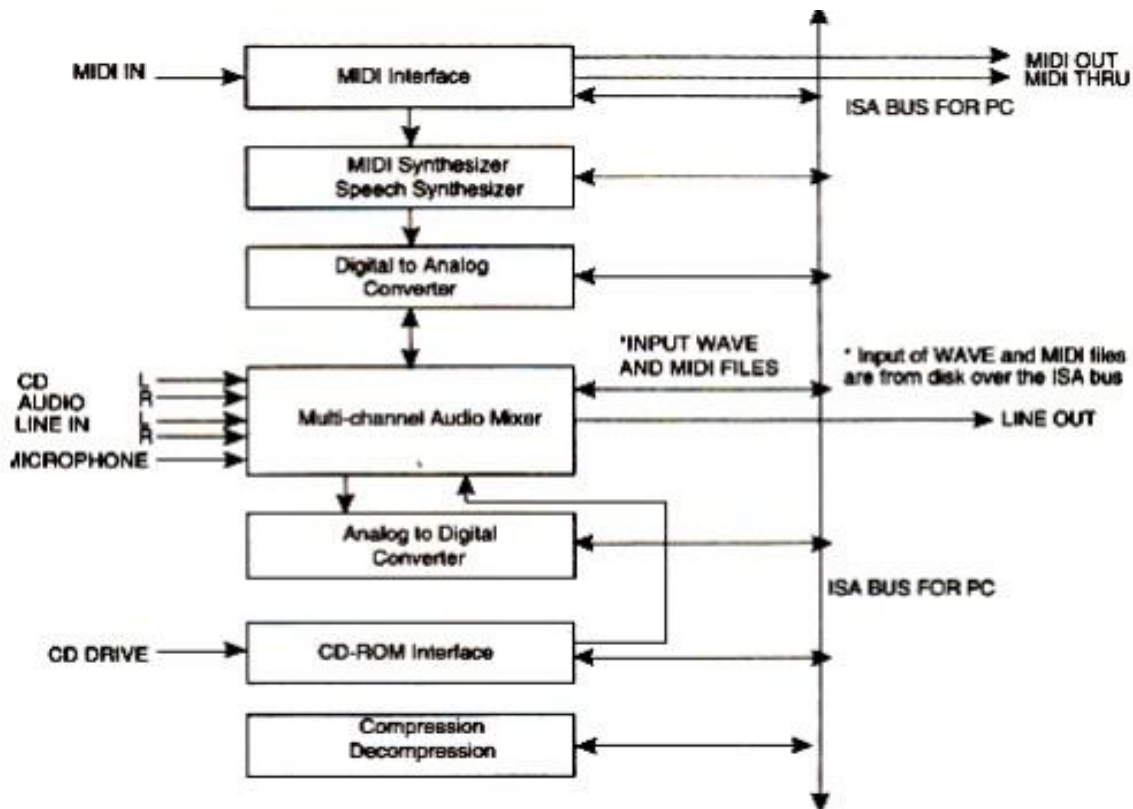 MIDI IN
MIDI Interface
MIDI OUT
MIDI THRU
ISA BUS FOR PC
MIDI Synthesizer
Speech Synthesizer
Digital to Analog
Converter
*INPUT WAVE
AND MIDI FILES
* Input of WAVE and MIDI files
are from disk over the ISA bus
CD L
AUDIO R
LINE IN L
R
MICROPHONE
Multi-channel Audio Mixer
LINE OUT
Analog to Digital
Converter
ISA BUS FOR PC
CD DRIVE
CD-ROM Interface
Compression
Decompression